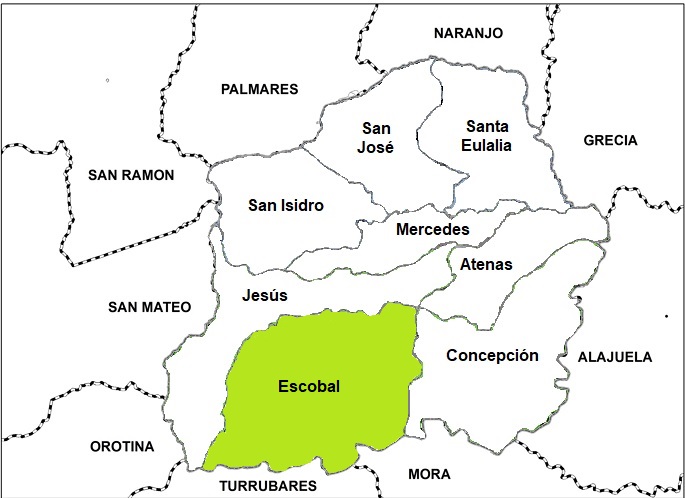 NARANJO
PALMARES
San
José
Santa
Eulalia
GRECIA
SAN RAMON
San Isidro
Mercedes
Atenas
Jesús
SAN MATEO
Concepción
ALAJUELA
Escobal
OROTINA
MORA
TURRUBARES